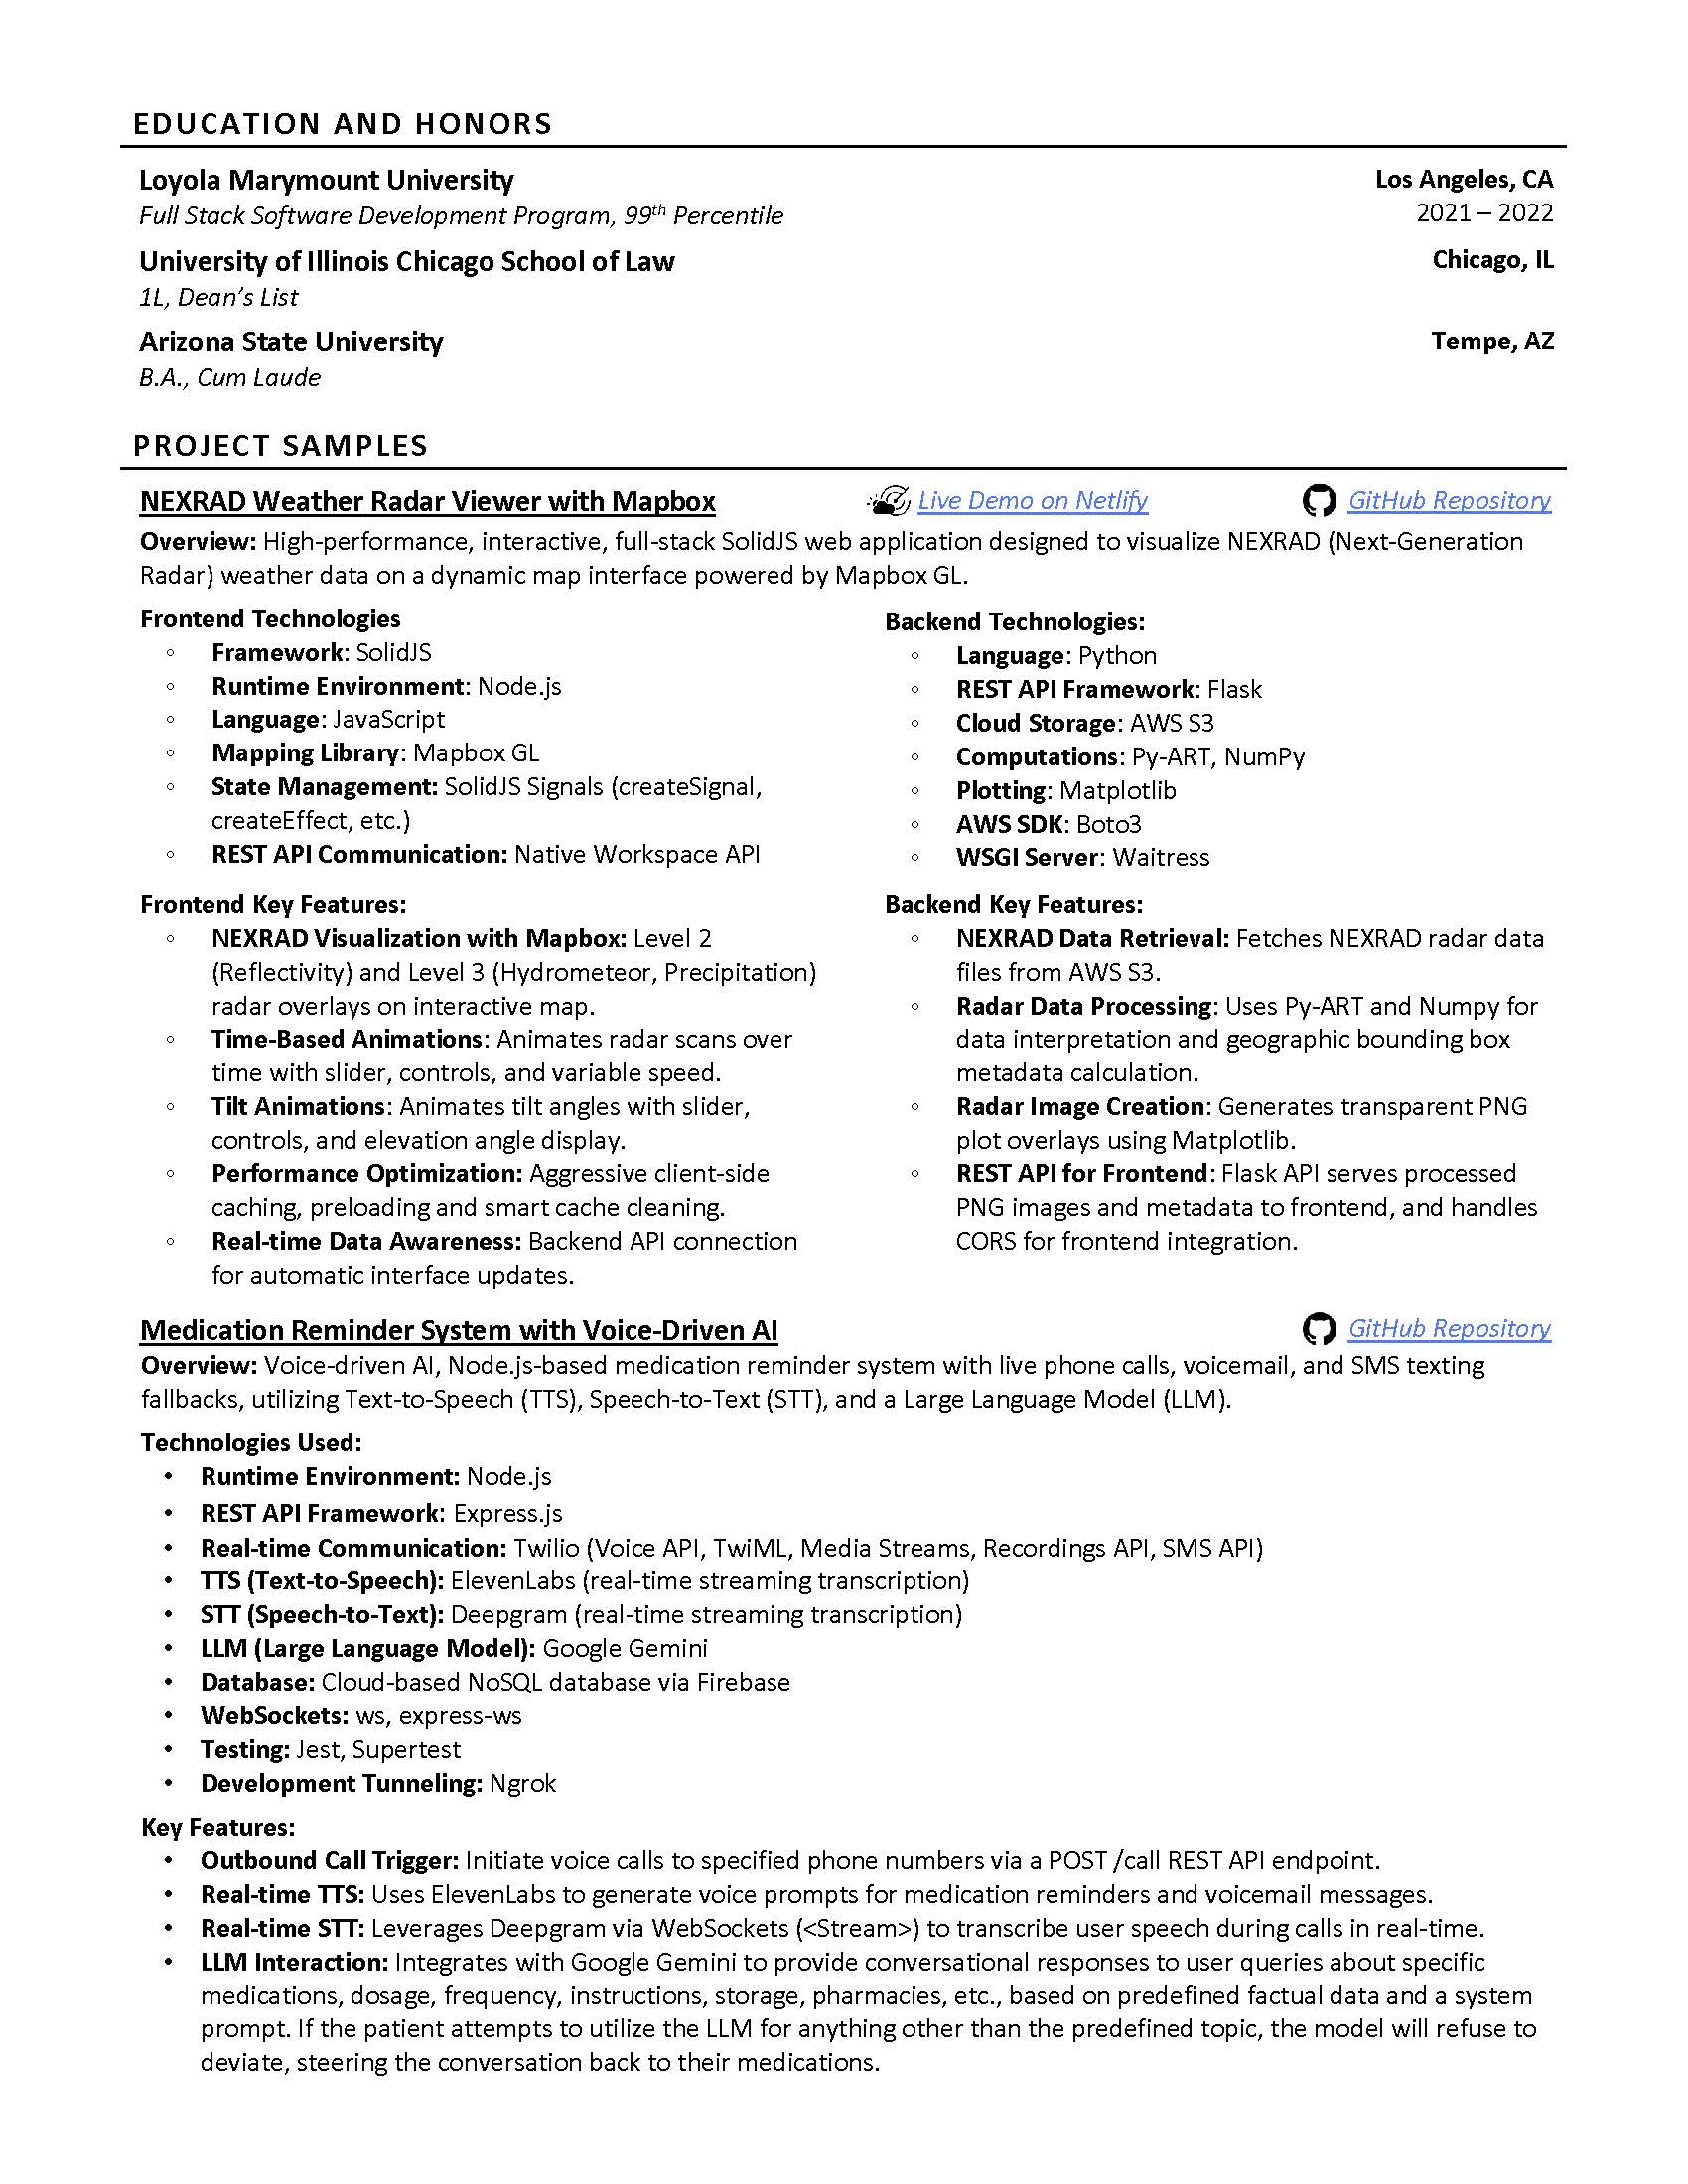 EDUCATION AND HONORS
Loyola Marymount University Los Angeles, CA
Full Stack Software Development Program, 99th Percentile 2021 – 2022
University of Illinois Chicago School of Law Chicago, IL
1L, Dean’s List
Arizona State University Tempe, AZ
B.A., Cum Laude
PROJECT SAMPLES
NEXRAD Weather Radar Viewer with Mapbox Live Demo on Netlify GitHub Repository
Overview: High-performance, interactive, full-stack SolidJS web application designed to visualize NEXRAD (Next-Generation
Radar) weather data on a dynamic map interface powered by Mapbox GL.
Frontend Technologies
◦ Framework: SolidJS
◦ Runtime Environment: Node.js
◦ Language: JavaScript
◦ Mapping Library: Mapbox GL
◦ State Management: SolidJS Signals (createSignal,
createEffect, etc.)
◦ REST API Communication: Native Workspace API
Backend Technologies:
◦ Language: Python
◦ REST API Framework: Flask
◦ Cloud Storage: AWS S3
◦ Computations: Py-ART, NumPy
◦ Plotting: Matplotlib
◦ AWS SDK: Boto3
◦ WSGI Server: Waitress
Frontend Key Features:
◦ NEXRAD Visualization with Mapbox: Level 2
(Reflectivity) and Level 3 (Hydrometeor, Precipitation)
radar overlays on interactive map.
◦ Time-Based Animations: Animates radar scans over
time with slider, controls, and variable speed.
◦ Tilt Animations: Animates tilt angles with slider,
controls, and elevation angle display.
◦ Performance Optimization: Aggressive client-side
caching, preloading and smart cache cleaning.
◦ Real-time Data Awareness: Backend API connection
for automatic interface updates.
Backend Key Features:
◦ NEXRAD Data Retrieval: Fetches NEXRAD radar data
files from AWS S3.
◦ Radar Data Processing: Uses Py-ART and Numpy for
data interpretation and geographic bounding box
metadata calculation.
◦ Radar Image Creation: Generates transparent PNG
plot overlays using Matplotlib.
◦ REST API for Frontend: Flask API serves processed
PNG images and metadata to frontend, and handles
CORS for frontend integration.
Medication Reminder System with Voice-Driven AI GitHub Repository
Overview: Voice-driven AI, Node.js-based medication reminder system with live phone calls, voicemail, and SMS texting
fallbacks, utilizing Text-to-Speech (TTS), Speech-to-Text (STT), and a Large Language Model (LLM).
Technologies Used:
• Runtime Environment: Node.js
• REST API Framework: Express.js
• Real-time Communication: Twilio (Voice API, TwiML, Media Streams, Recordings API, SMS API)
• TTS (Text-to-Speech): ElevenLabs (real-time streaming transcription)
• STT (Speech-to-Text): Deepgram (real-time streaming transcription)
• LLM (Large Language Model): Google Gemini
• Database: Cloud-based NoSQL database via Firebase
• WebSockets: ws, express-ws
• Testing: Jest, Supertest
• Development Tunneling: Ngrok
Key Features:
• Outbound Call Trigger: Initiate voice calls to specified phone numbers via a POST /call REST API endpoint.
• Real-time TTS: Uses ElevenLabs to generate voice prompts for medication reminders and voicemail messages.
• Real-time STT: Leverages Deepgram via WebSockets (<Stream>) to transcribe user speech during calls in real-time.
• LLM Interaction: Integrates with Google Gemini to provide conversational responses to user queries about specific
medications, dosage, frequency, instructions, storage, pharmacies, etc., based on predefined factual data and a system
prompt. If the patient attempts to utilize the LLM for anything other than the predefined topic, the model will refuse to
deviate, steering the conversation back to their medications.